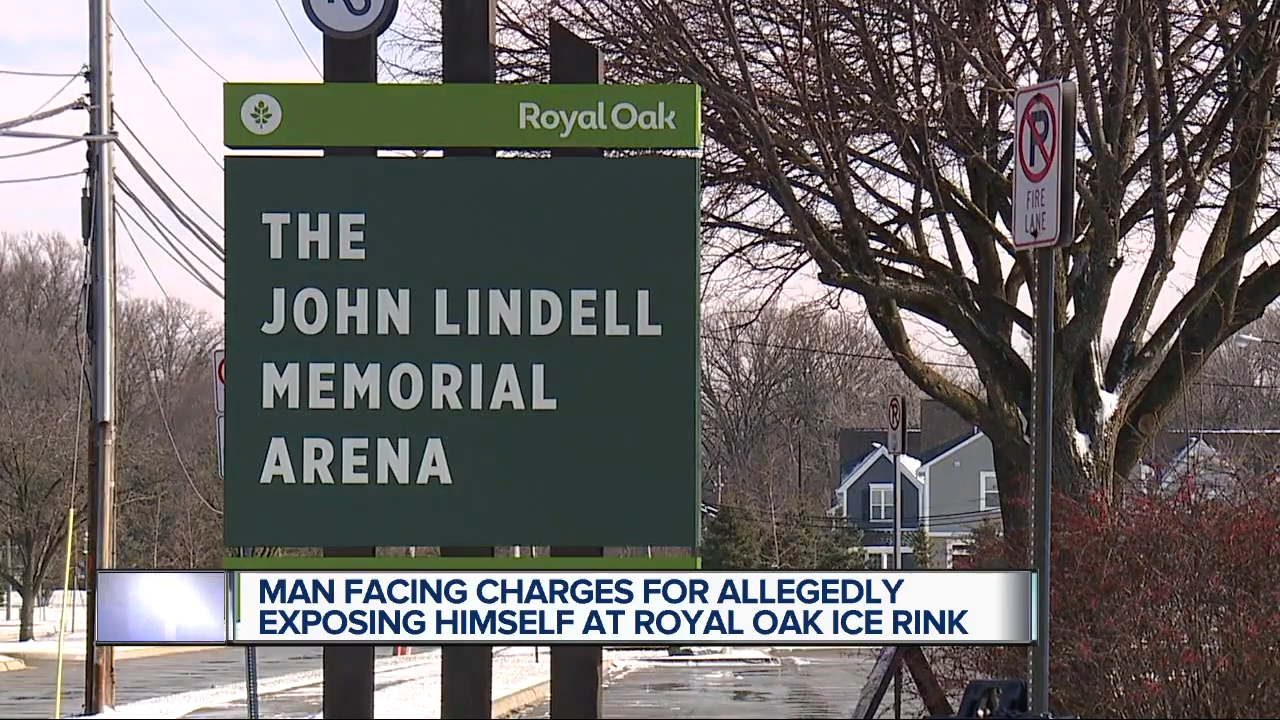 Royal Oak
THE
JOHN LINDELL
MEMORIAL
ARENA
FIRE
LANE
MAN FACING CHARGES FOR ALLEGEDLY
EXPOSING HIMSELF AT ROYAL OAK ICE RINK